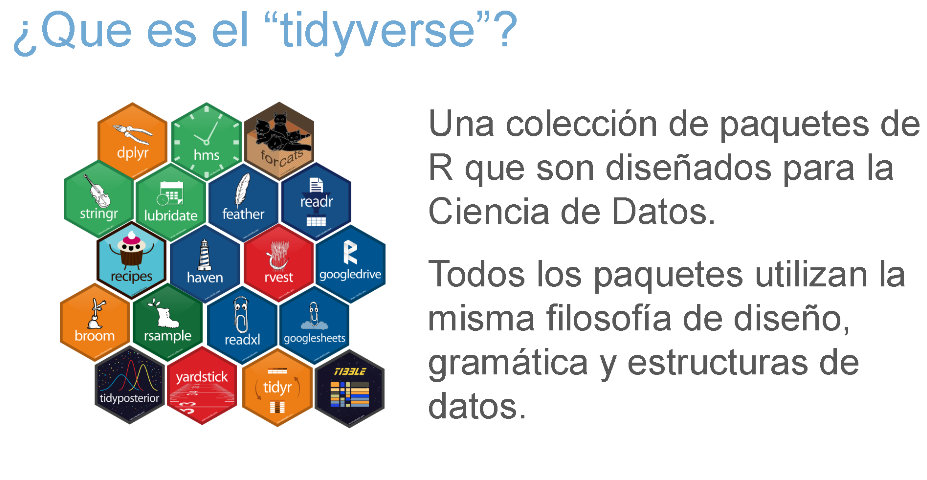 ¿Que es el “tidyverse”?
dplyr
hms
forcats
stringr
lubridate
feather
readr
recipes
haven
rvest
googledrive
broom
rsample
readxl
googlesheets
tidyposterior
yardstick
tidyr
TIBBLE
Una colección de paquetes de
R que son diseñados para la
Ciencia de Datos.
Todos los paquetes utilizan la
misma filosofía de diseño,
gramática y estructuras de
datos.